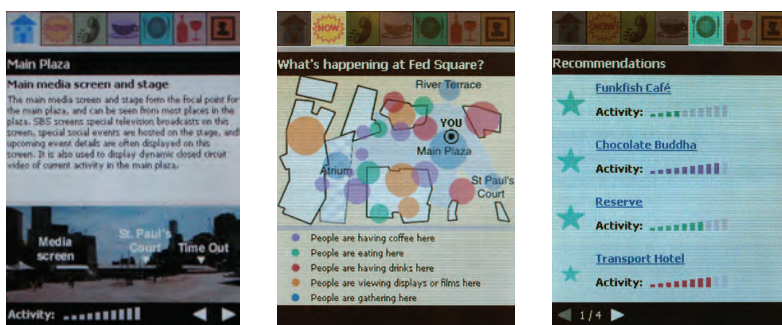 Main Plaza
Main media screen and stage
The main media screen and stage form the focal point for
the main plaza, and can be seen from most places in the
plaza. SBS screens special television broadcasts on this
screen, special social events are hosted on the stage, and
upcoming event details are often displayed on this
screen. It is also used to display dynamic closed circuit
video of current activity in the main plaza.
Media
screen
St. Paul's
Court
Time Out
Activity:
NOW
What's happening at Fed Square?
River Terrace
YOU
Main Plaza
Atrium
St Paul's
Court
People are having coffee here
People are eating here
People are having drinks here
People are viewing displays or films here
People are gathering here
Recommendations
Funkfish Café
Activity:
Chocolate Buddha
Activity:
Reserve
Activity:
Transport Hotel
Activity:
1/4